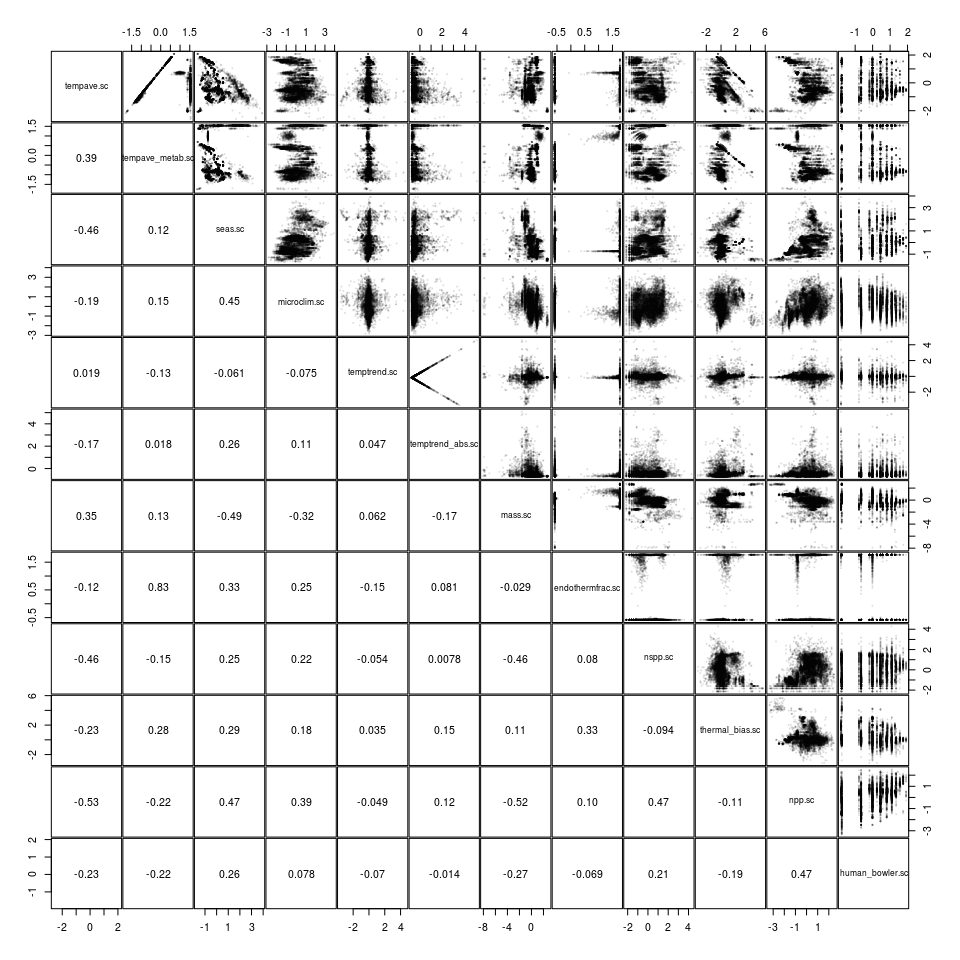 -1.5 0.0 1.5 -3 -1 1 3 0 2 4 -0.5 0.5 1.5 -2 2 6 -1 0 1 2
tempave.sc -2 0 2
-1.5 0.0 1.5 0.39 tempave_metab.sc
-0.46 0.12 seas.sc -1 1 3
-3 -1 1 3 -0.19 0.15 0.45 microclim.sc
0.019 -0.13 -0.061 -0.075 temptrend.sc -2 0 2 4
0 2 4 -0.17 0.018 0.26 0.11 0.047 temptrend_abs.sc
0.35 0.13 -0.49 -0.32 0.062 -0.17 mass.sc -8 -4 0
-0.5 0.5 1.5 -0.12 0.83 0.33 0.25 -0.15 0.081 -0.029 endothermfrac.sc
-0.46 -0.15 0.25 0.22 -0.054 0.0078 -0.46 0.08 nspp.sc -2 0 2 4
-2 2 6 -0.23 0.28 0.29 0.18 0.035 0.15 0.11 0.33 -0.094 thermal_bias.sc
-0.53 -0.22 0.47 0.39 -0.049 0.12 -0.52 0.10 0.47 -0.11 npp.sc -3 -1 1
-1 0 1 2 -0.23 -0.22 0.26 0.078 -0.07 -0.014 -0.27 -0.069 0.21 -0.19 0.47 human_bowler.sc
-2 0 2 -1 1 3 -2 0 2 4 -8 -4 0 -2 0 2 4 -3 -1 1